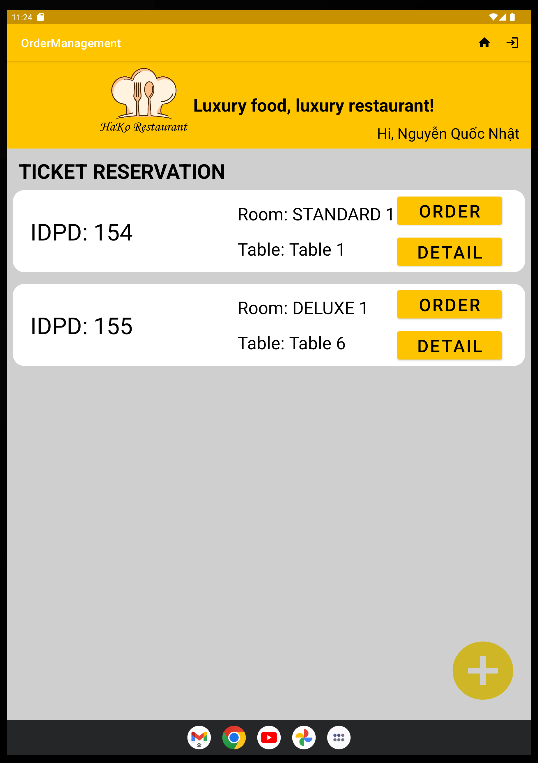 11:24
OrderManagement
HaKo Restaurant
Luxury food, luxury restaurant!
Hi, Nguyễn Quốc Nhật
TICKET RESERVATION
IDPD: 154
Room: STANDARD 1
Table: Table 1
ORDER
DETAIL
IDPD: 155
Room: DELUXE 1
Table: Table 6
ORDER
DETAIL